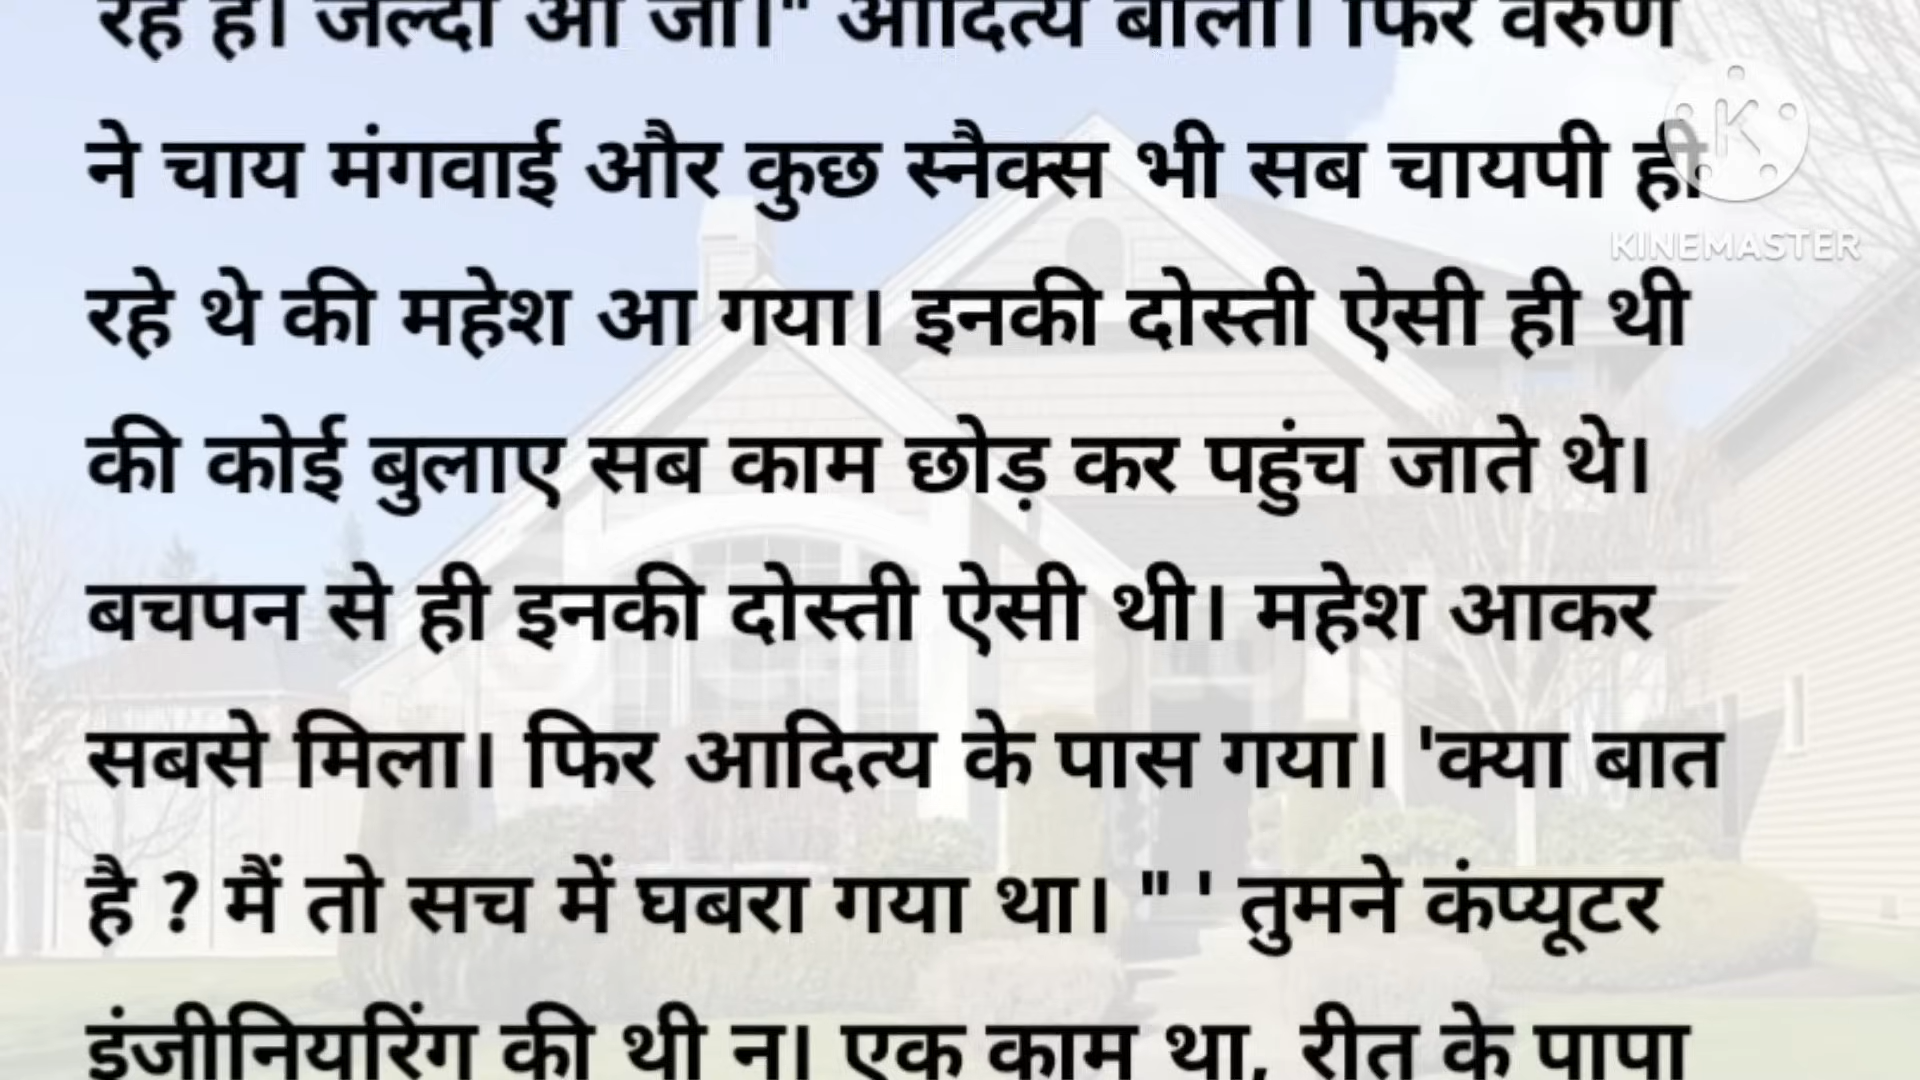 रहे है। जल्दी आ जा।" आदित्य बोला। फिर वरुण
ने चाय मंगवाई और कुछ स्नैक्स भी सब चायपी ही
रहे थे की महेश आ गया। इनकी दोस्ती ऐसी ही थी
की कोई बुलाए सब काम छोड़ कर पहुंच जाते थे।
बचपन से ही इनकी दोस्ती ऐसी थी। महेश आकर
सबसे मिला। फिर आदित्य के पास गया। 'क्या बात
है ? मैं तो सच में घबरा गया था। " ' तुमने कंप्यूटर
इंजीनियरिंग की थी न। एक काम था, रीत के पापा
KINEMASTER